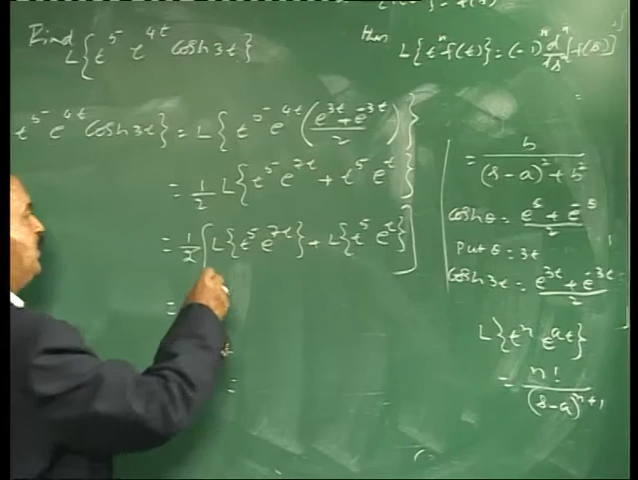 Find L{t^5 e^{4t} cosh 3t}
then L{t^n f(t)} = (-1)^n d^n/ds^n [f(s)]
t^5 e^{4t} cosh 3t} = L{t^5 e^{4t} ((e^{3t} + e^{-3t})/2)}
= 1/2 L{t^5 e^{7t} + t^5 e^t}
= 1/2 [L{t^5 e^{7t}} + L{t^5 e^t}]
=
=
= b/((s-a)^2 + b^2)
cosh θ = (e^θ + e^{-θ})/2
Put θ = 3t
cosh 3t = (e^{3t} + e^{-3t})/2
L{t^n e^{at}}
= n!/(s-a)^{n+1}